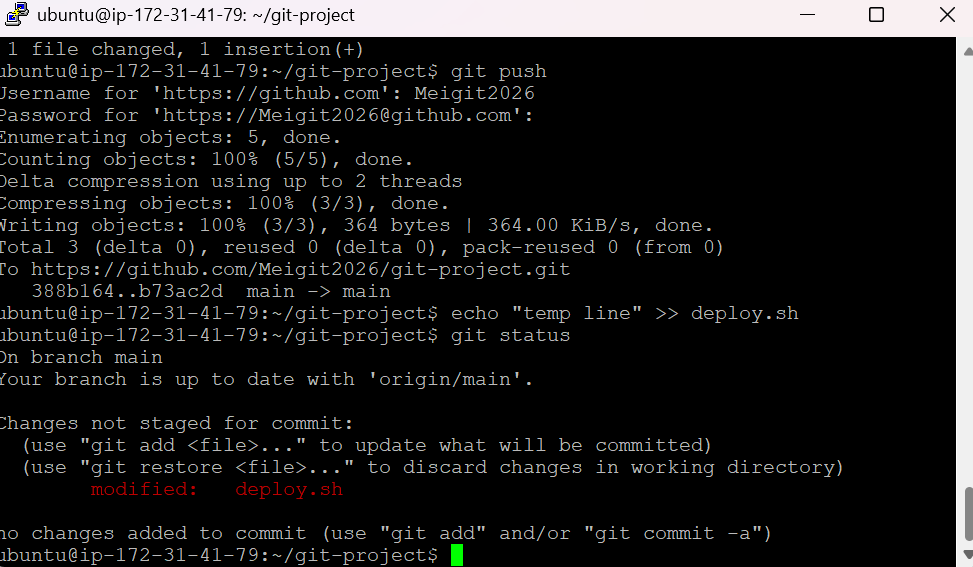 ubuntu@ip-172-31-41-79: ~/git-project
1 file changed, 1 insertion(+)
ubuntu@ip-172-31-41-79:~/git-project$ git push
Username for 'https://github.com': Meigit2026
Password for 'https://Meigit2026@github.com':
Enumerating objects: 5, done.
Counting objects: 100% (5/5), done.
Delta compression using up to 2 threads
Compressing objects: 100% (3/3), done.
Writing objects: 100% (3/3), 364 bytes | 364.00 KiB/s, done.
Total 3 (delta 0), reused 0 (delta 0), pack-reused 0 (from 0)
To https://github.com/Meigit2026/git-project.git
388b164..b73ac2d  main -> main
ubuntu@ip-172-31-41-79:~/git-project$ echo "temp line" >> deploy.sh
ubuntu@ip-172-31-41-79:~/git-project$ git status
On branch main
Your branch is up to date with 'origin/main'.
Changes not staged for commit:
(use "git add <file>..." to update what will be committed)
(use "git restore <file>..." to discard changes in working directory)
modified:   deploy.sh
no changes added to commit (use "git add" and/or "git commit -a")
ubuntu@ip-172-31-41-79:~/git-project$